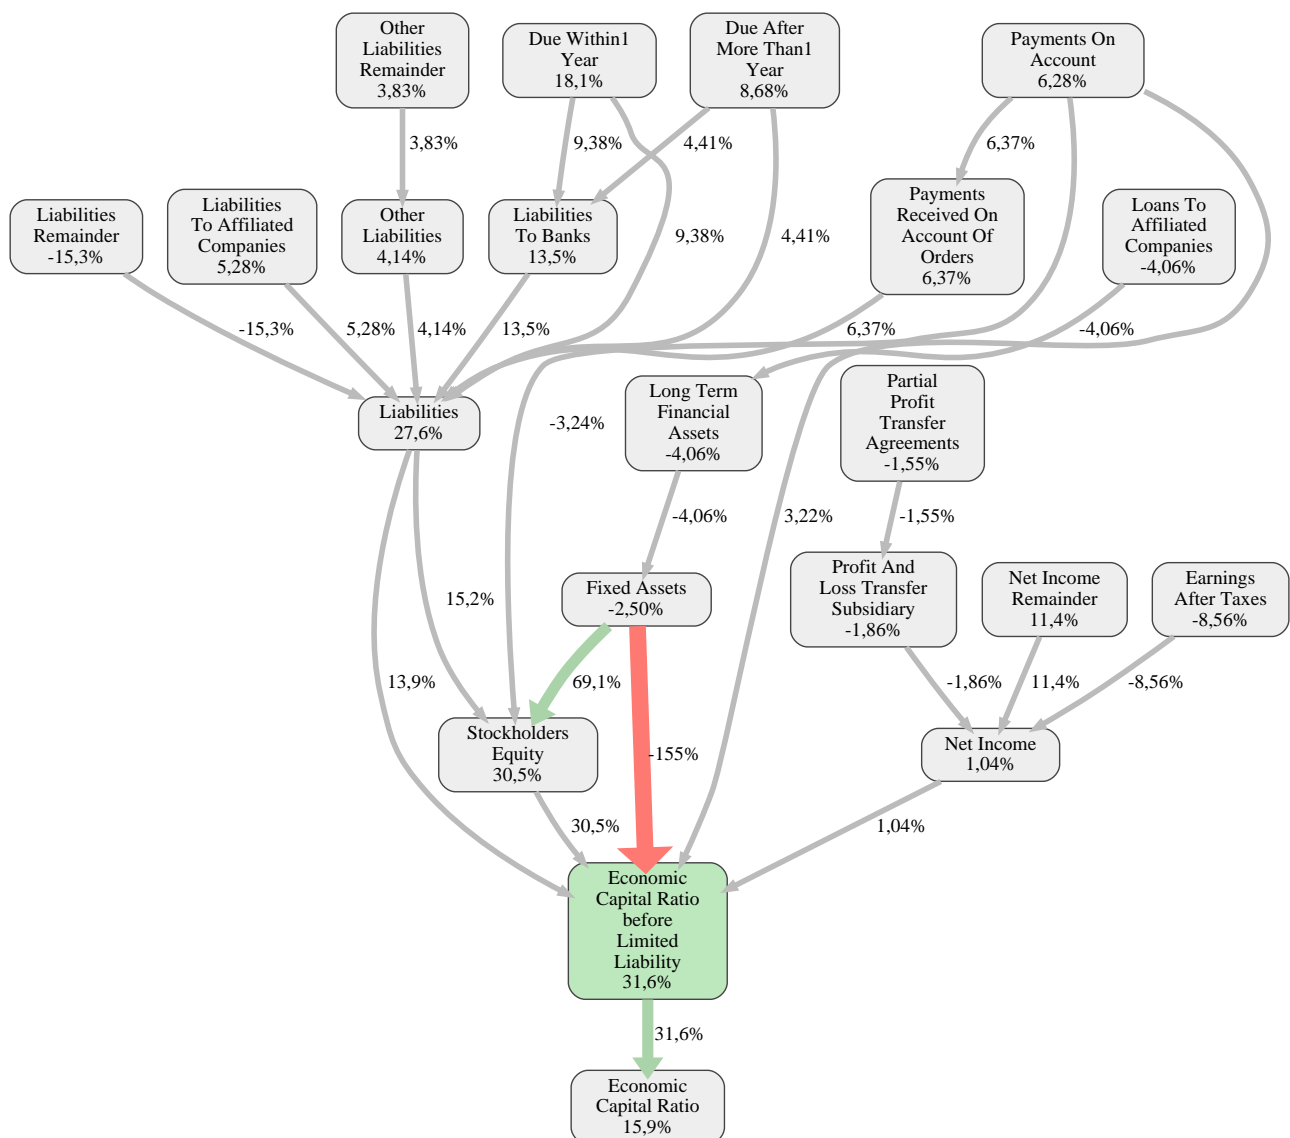 Other
Liabilities
Remainder
3,83%
Due Within1
Year
18,1%
Due After
More Than1
Year
8,68%
Payments On
Account
6,28%
3,83%
9,38%
4,41%
6,37%
Liabilities
Remainder
-15,3%
Liabilities
To Affiliated
Companies
5,28%
Other
Liabilities
4,14%
Liabilities
To Banks
13,5%
9,38%
4,41%
Payments
Received On
Account Of
Orders
6,37%
Loans To
Affiliated
Companies
-4,06%
-15,3%
5,28%
4,14%
13,5%
6,37%
-4,06%
Liabilities
27,6%
-3,24%
Long Term
Financial
Assets
-4,06%
Partial
Profit
Transfer
Agreements
-1,55%
-4,06%
3,22%
-1,55%
15,2%
Fixed Assets
-2,50%
Profit And
Loss Transfer
Subsidiary
-1,86%
Net Income
Remainder
11,4%
Earnings
After Taxes
-8,56%
13,9%
69,1%
-155%
-1,86%
11,4%
-8,56%
Stockholders
Equity
30,5%
Net Income
1,04%
30,5%
1,04%
Economic
Capital Ratio
before
Limited
Liability
31,6%
31,6%
Economic
Capital Ratio
15,9%